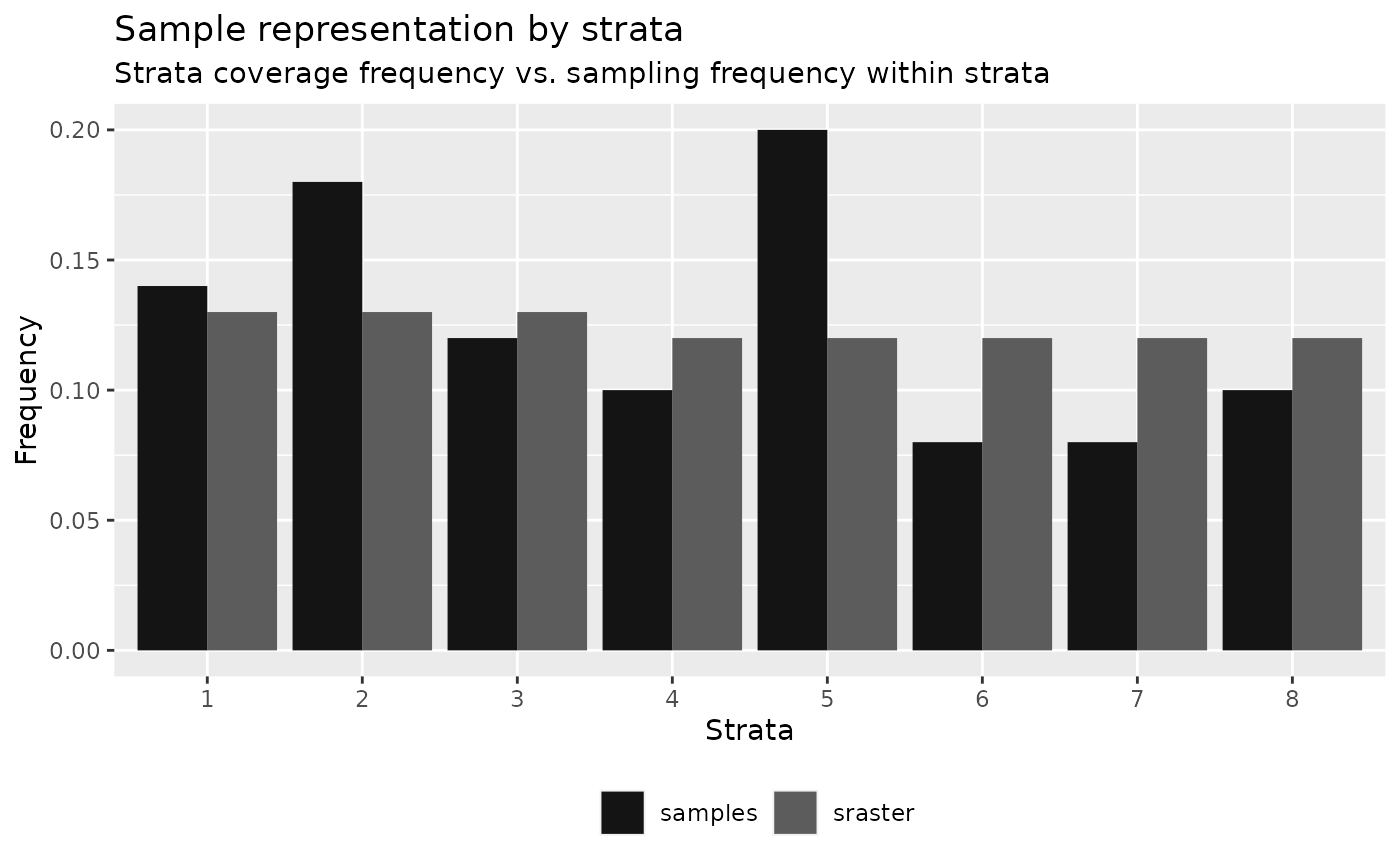 Sample representation by strata
Strata coverage frequency vs. sampling frequency within strata
0.20
0.15
0.10
0.05
0.00
Frequency
1 2 3 4 5 6 7 8
Strata
samples sraster